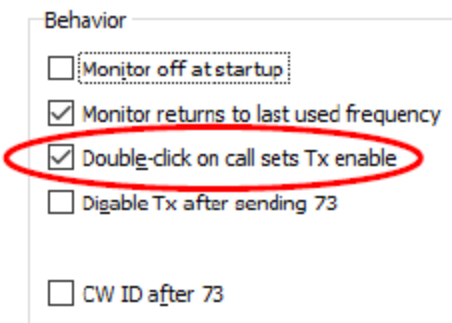 Behavior
Monitor off at startup
Monitor returns to last used frequency
Double-click on call sets Tx enable
Disable Tx after sending 73
CW ID after 73